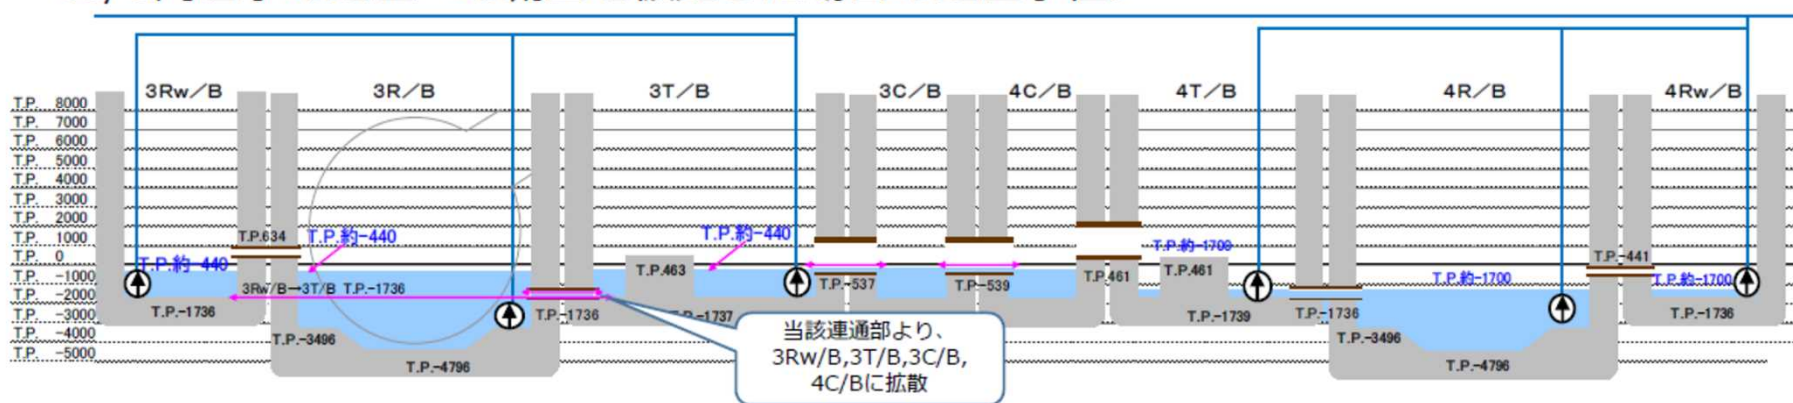 3Rw／B 3R／B 3T／B 3C／B 4C／B 4T／B 4R／B 4Rw／B
T.P. 8000
T.P. 7000
T.P. 6000
T.P. 5000
T.P. 4000
T.P. 3000
T.P. 2000
T.P. 1000
T.P. 0
T.P. -1000
T.P. -2000
T.P. -3000
T.P. -4000
T.P. -5000
T.P.634
T.P.約-440
T.P.約-440
T.P.約-440
3Rw/B→3T/B T.P.-1736
T.P.-1736
T.P.-3496
T.P.-4796
T.P.-1736
T.P.463
T.P.-1737
T.P.-537
T.P.-539
T.P.461
T.P.約-1700
T.P.461
T.P.-1739
T.P.-1736
T.P.-3496
T.P.約-1700
T.P.-4796
T.P.-441
T.P.約-1700
T.P.-1736
当該連通部より、
3Rw/B,3T/B,3C/B,
4C/Bに拡散